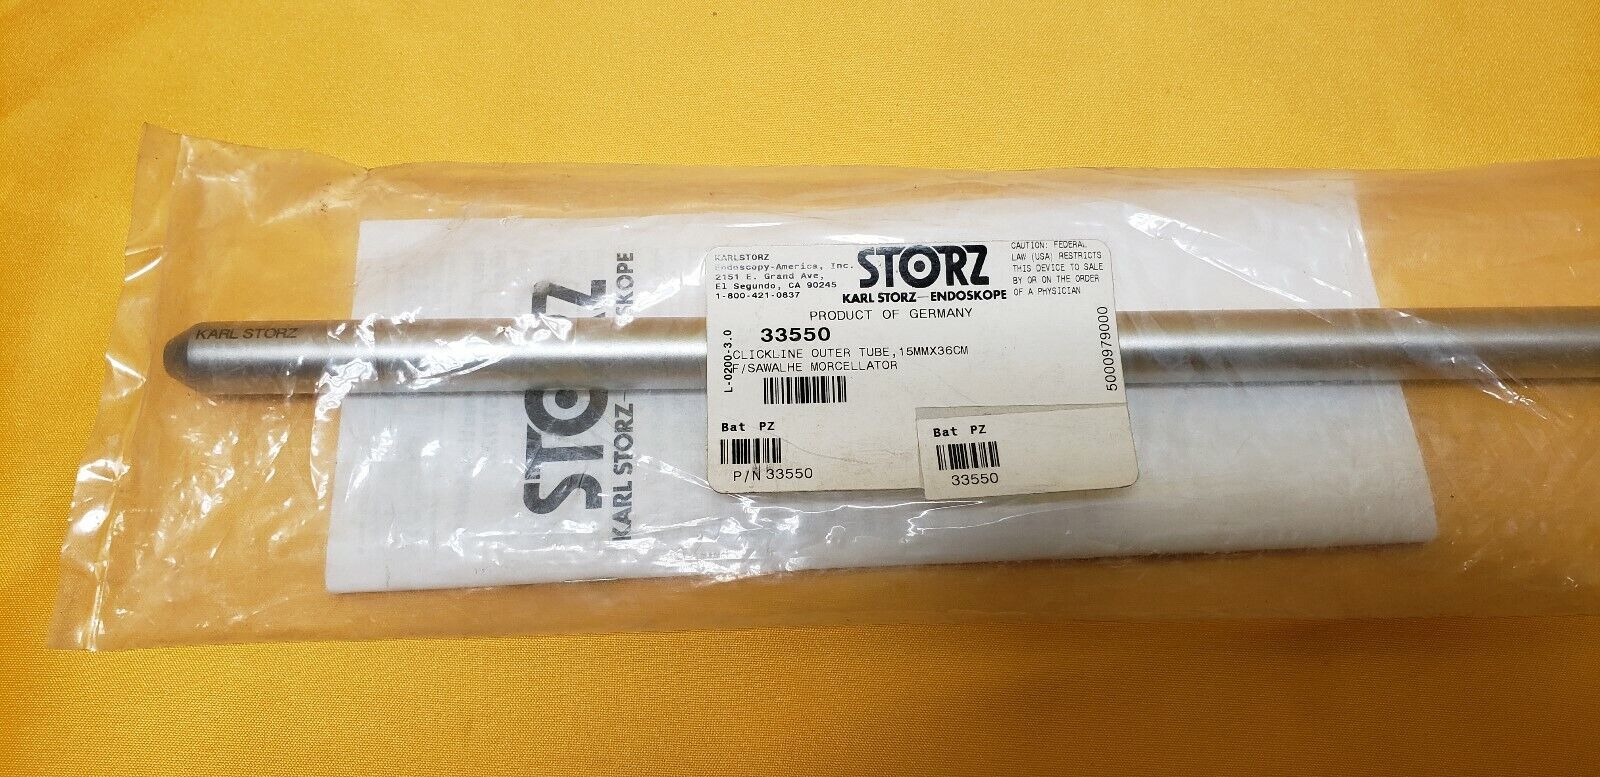 KARL STORZ
STORZ
KARL STORZ—ENDOSKOPE
KARLSTORZ
Endoscopy-America, Inc.
2151 E. Grand Ave,
El Segundo, CA 90245
1-800-421-0837
STORZ
KARL STORZ—ENDOSKOPE
CAUTION: FEDERAL
LAW (USA) RESTRICTS
THIS DEVICE TO SALE
BY OR ON THE ORDER
OF A PHYSICIAN
PRODUCT OF GERMANY
L-0200-3.0
33550
CLICKLINE OUTER TUBE,15MMX36CM
F/SAWALHE MORCELLATOR
5000979000
Bat PZ
P/N 33550
Bat PZ
33550